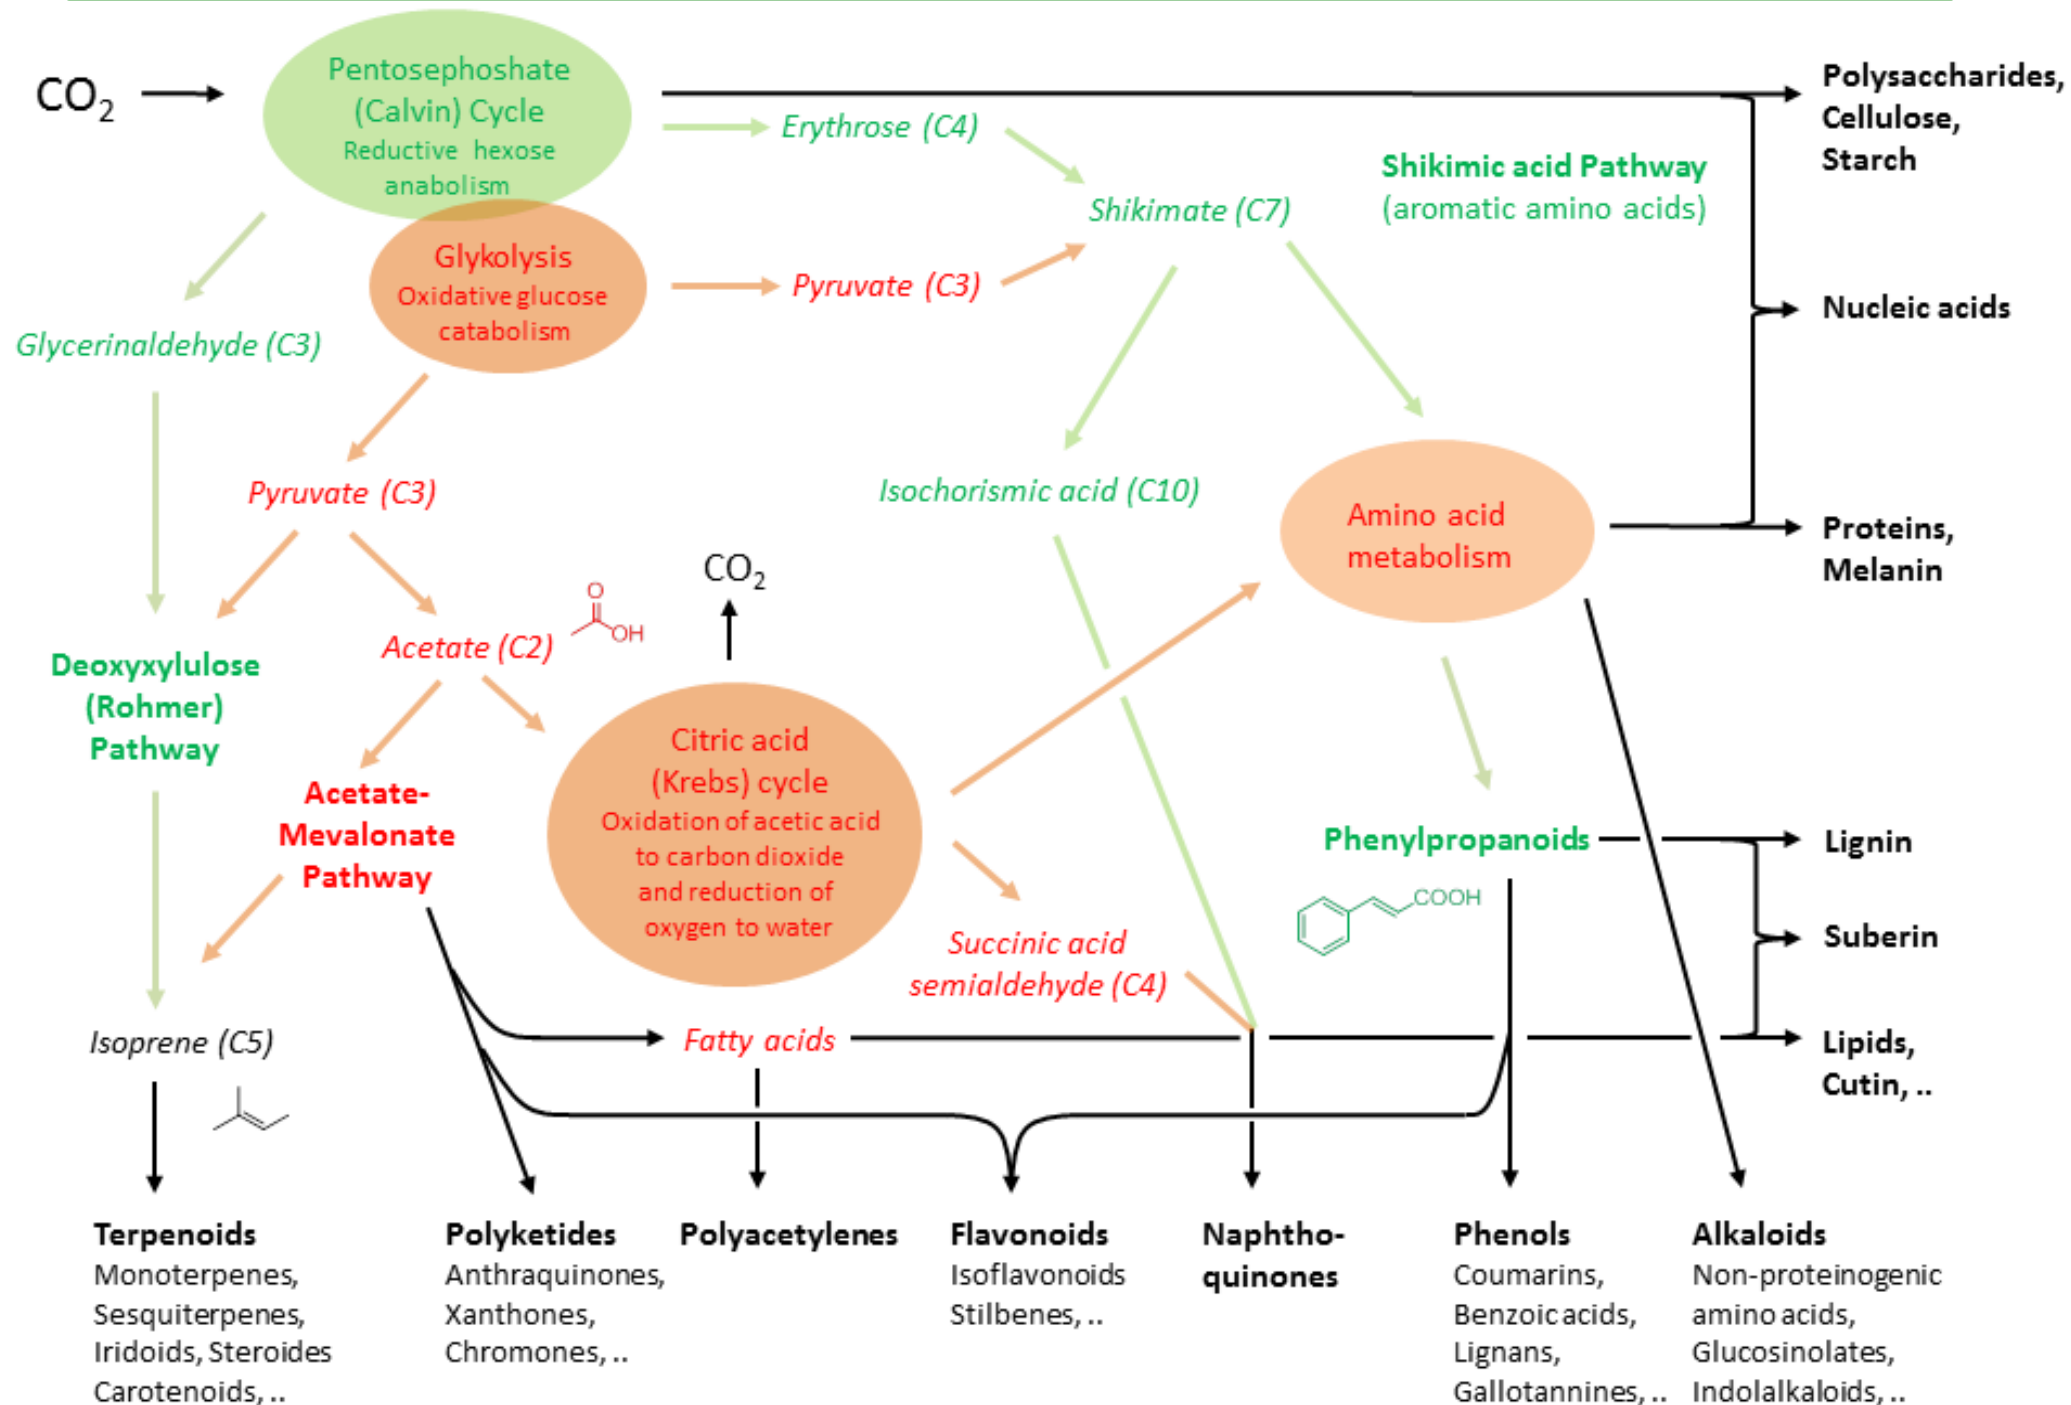 CO2
Pentosephoshate
(Calvin) Cycle
Reductive hexose
anabolism
Polysaccharides,
Cellulose,
Starch
Erythrose (C4)
Shikimic acid Pathway
(aromatic amino acids)
Shikimate (C7)
Glykolysis
Oxidative glucose
catabolism
Pyruvate (C3)
Nucleic acids
Glycerinaldehyde (C3)
Pyruvate (C3)
Isochorismic acid (C10)
Amino acid
metabolism
Proteins,
Melanin
CO2
O
OH
Acetate (C2)
Deoxyxylulose
(Rohmer)
Pathway
Acetate-
Mevalonate
Pathway
Citric acid
(Krebs) cycle
Oxidation of acetic acid
to carbon dioxide
and reduction of
oxygen to water
Phenylpropanoids
COOH
Lignin
Suberin
Succinic acid
semialdehyde (C4)
Isoprene (C5)
Fatty acids
Lipids,
Cutin, ..
Terpenoids
Monoterpenes,
Sesquiterpenes,
Iridoids, Steroides
Carotenoids, ..
Polyketides
Anthraquinones,
Xanthones,
Chromones, ..
Polyacetylenes
Flavonoids
Isoflavonoids
Stilbenes, ..
Naphtho-
quinones
Phenols
Coumarins,
Benzoic acids,
Lignans,
Gallotannines, ..
Alkaloids
Non-proteinogenic
amino acids,
Glucosinolates,
Indolalkaloids, ..